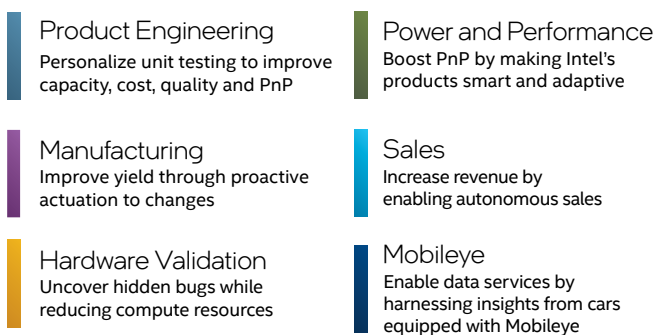 Product Engineering
Personalize unit testing to improve
capacity, cost, quality and PnP
Power and Performance
Boost PnP by making Intel's
products smart and adaptive
Manufacturing
Improve yield through proactive
actuation to changes
Sales
Increase revenue by
enabling autonomous sales
Hardware Validation
Uncover hidden bugs while
reducing compute resources
Mobileye
Enable data services by
harnessing insights from cars
equipped with Mobileye